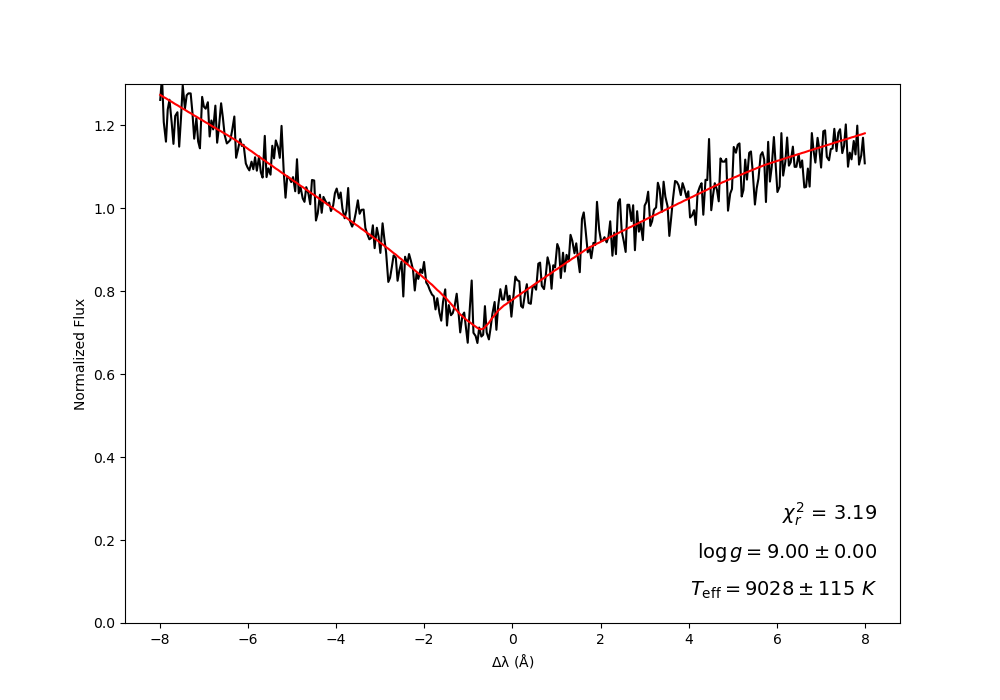 1.2
1.0
0.8
0.6
0.4
0.2
0.0
Normalized Flux
χ²ᵣ = 3.19
log g = 9.00 ± 0.00
T_eff = 9028 ± 115 K
−8 −6 −4 −2 0 2 4 6 8
Δλ (Å)